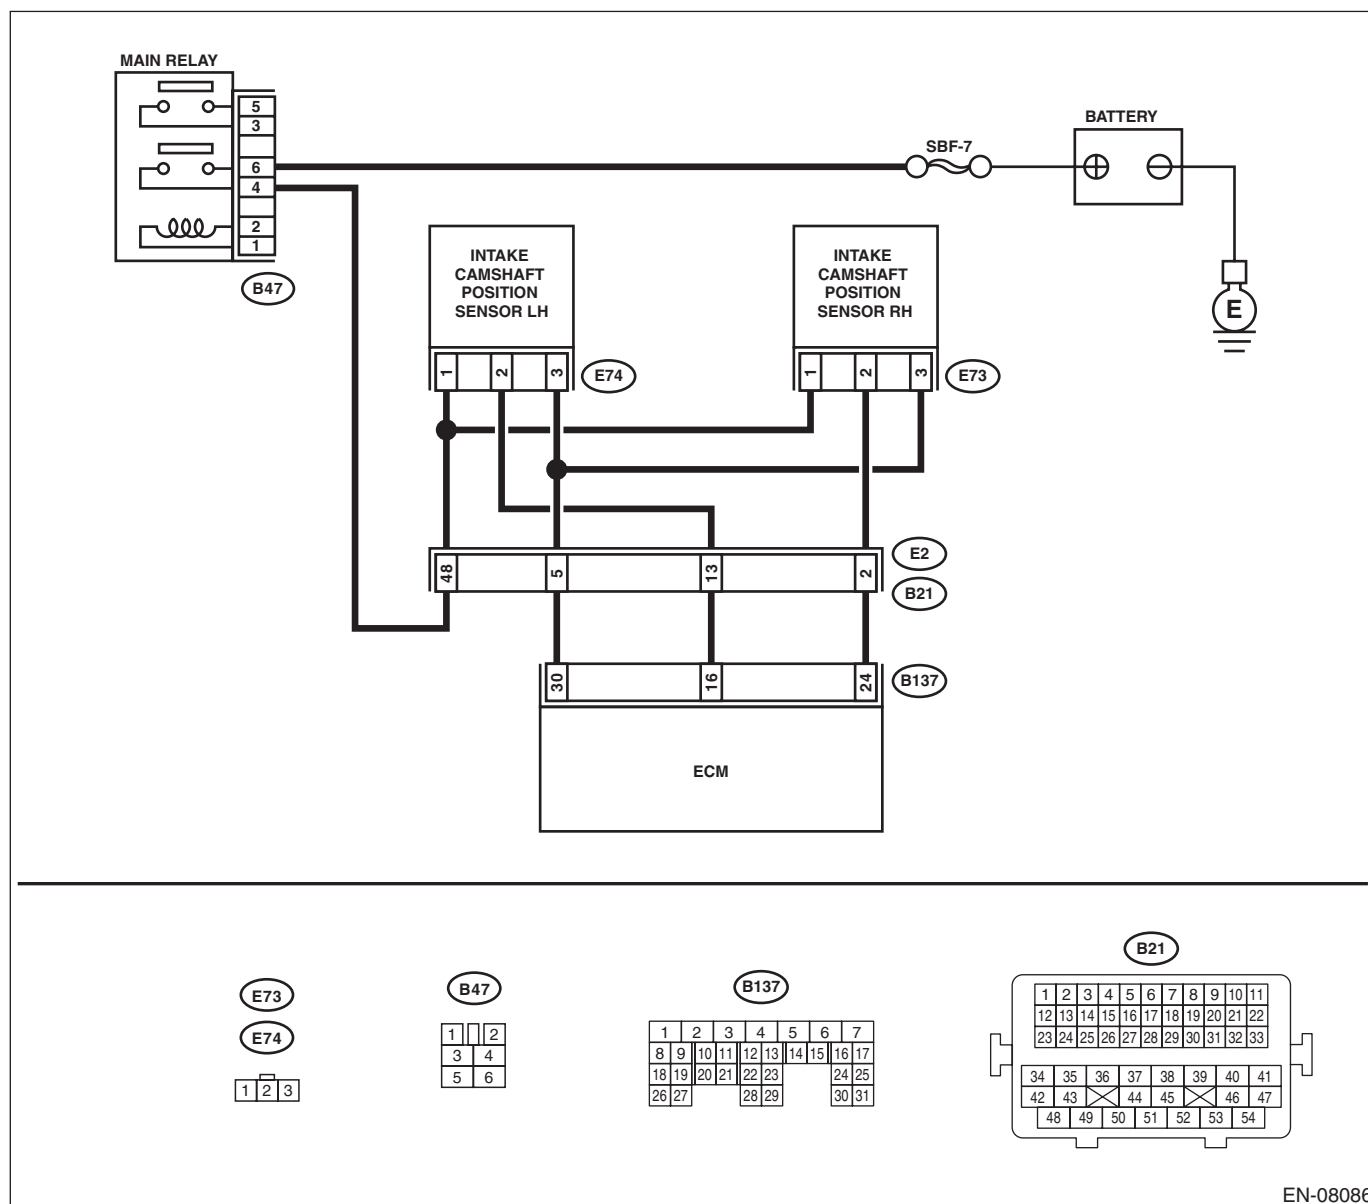 MAIN RELAY
5
3
6
4
2
1
B47
SBF-7
BATTERY
E
INTAKE
CAMSHAFT
POSITION
SENSOR LH
1 2 3
E74
INTAKE
CAMSHAFT
POSITION
SENSOR RH
1 2 3
E73
48 5 13 2
E2
B21
30 16 24
B137
ECM
E73
E74
1 2 3
B47
1 2
3 4
5 6
B137
1 2 3 4 5 6 7
8 9 10 11 12 13 14 15 16 17
18 19 20 21 22 23 24 25
26 27 28 29 30 31
B21
1 2 3 4 5 6 7 8 9 10 11
12 13 14 15 16 17 18 19 20 21 22
23 24 25 26 27 28 29 30 31 32 33
34 35 36 37 38 39 40 41
42 43 44 45 46 47
48 49 50 51 52 53 54
EN-08086